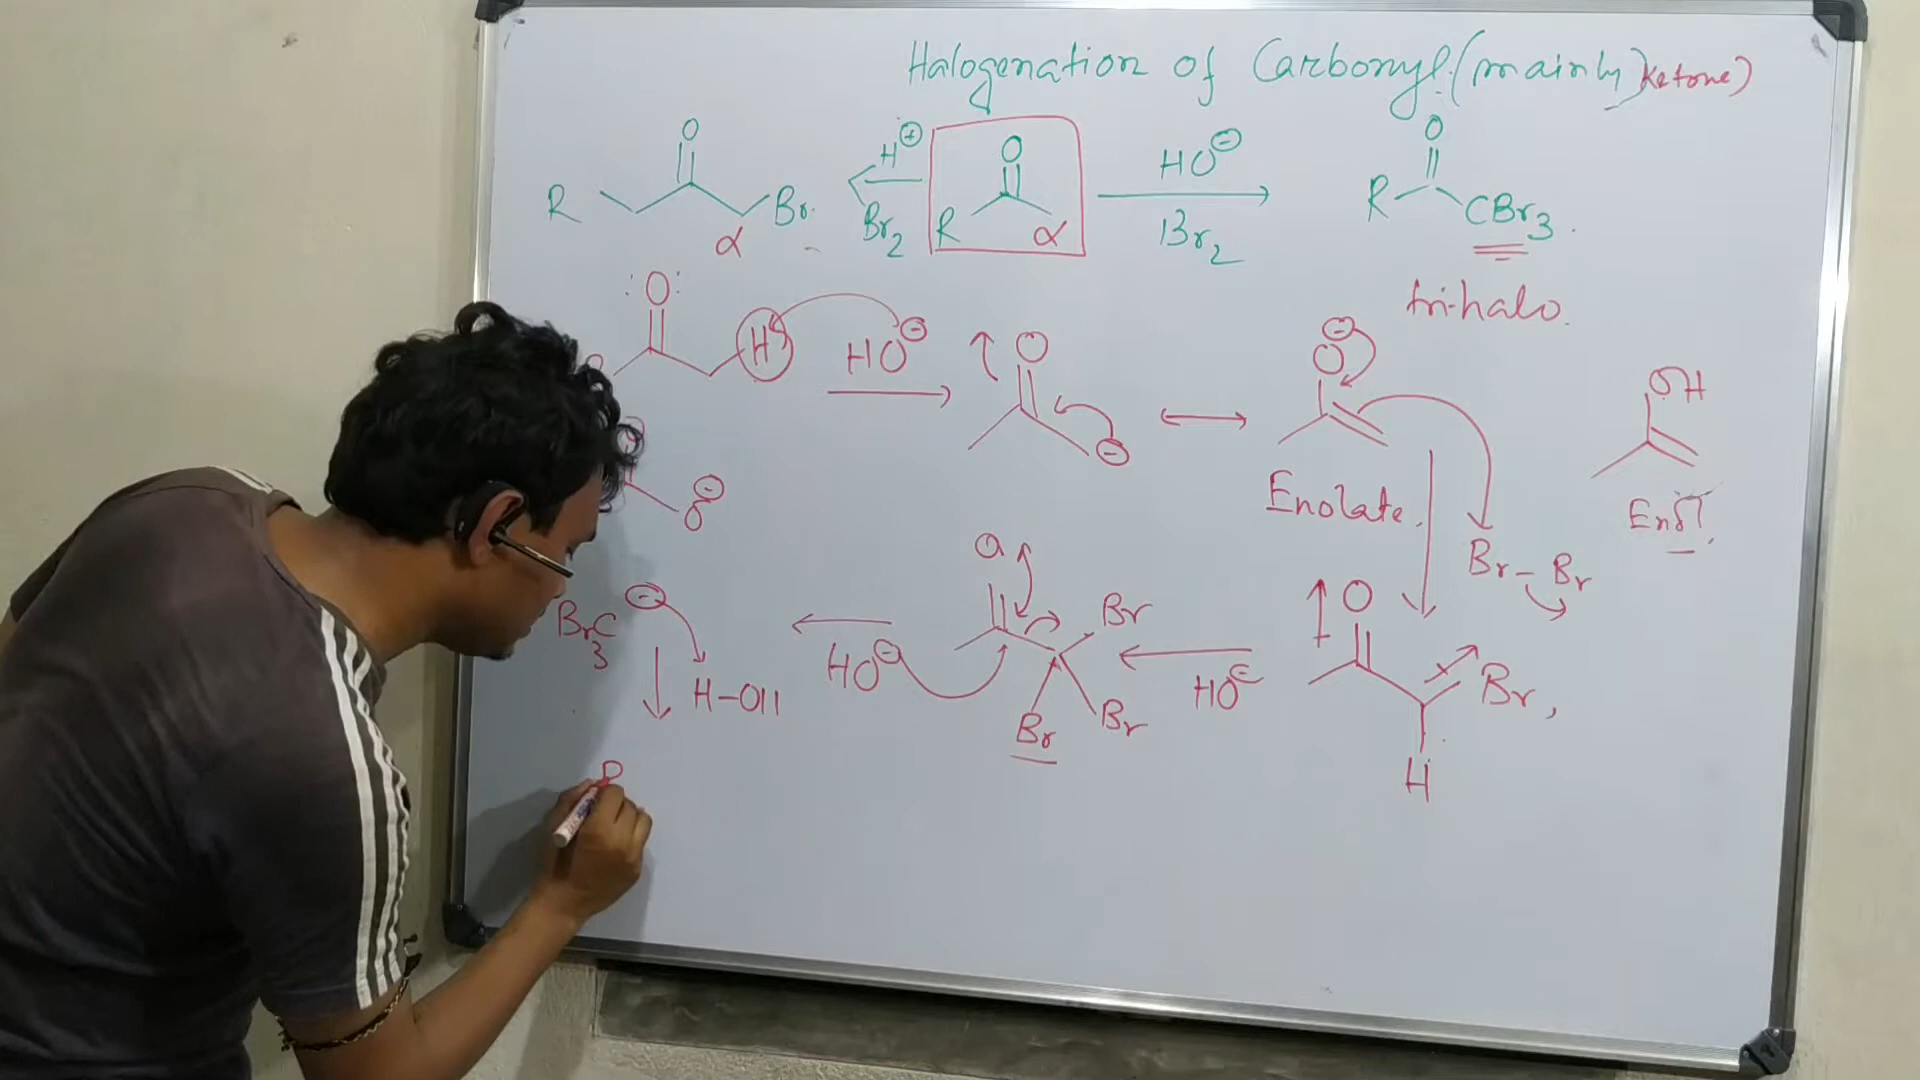 Halogenation of Carbonyl (mainly ketone)
O
R
Br.
α
H⊕
Br2
O
R
α
HO⊖
Br2
O
R
CBr3.
tri-halo.
:O:
H
HO⊖
O
⊖
⊖
O
Enolate.
OH
Enol.
Br-Br
O
⊖
O
Br3C
⊖
H-OH
HO⊖
O
Br
Br
Br
HO⊖
O
Br,
H